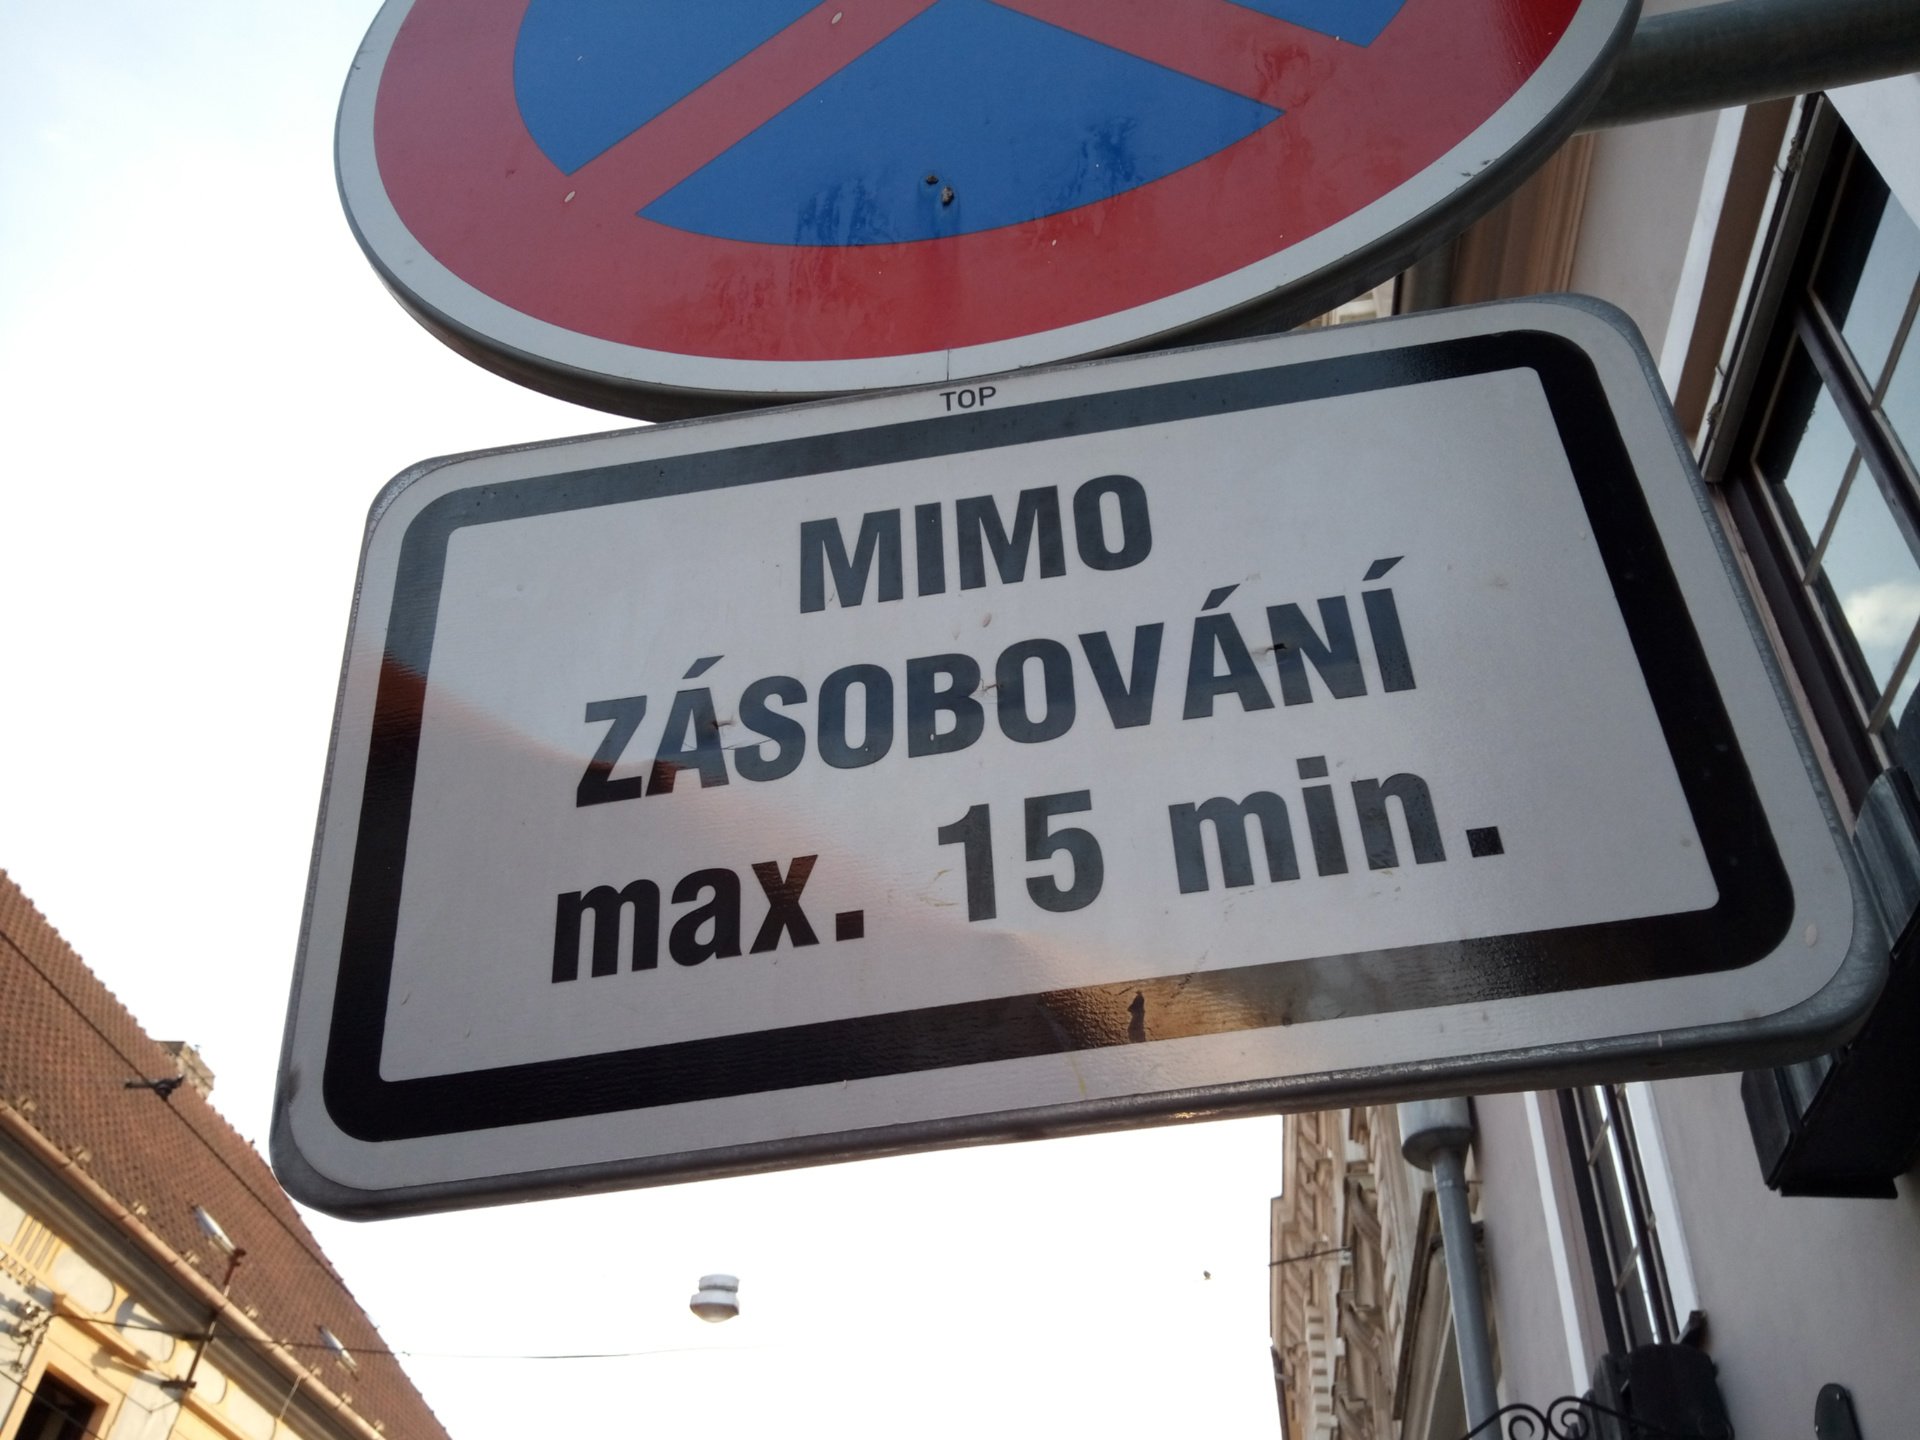 TOP
MIMO
ZÁSOBOVÁNÍ
max. 15 min.